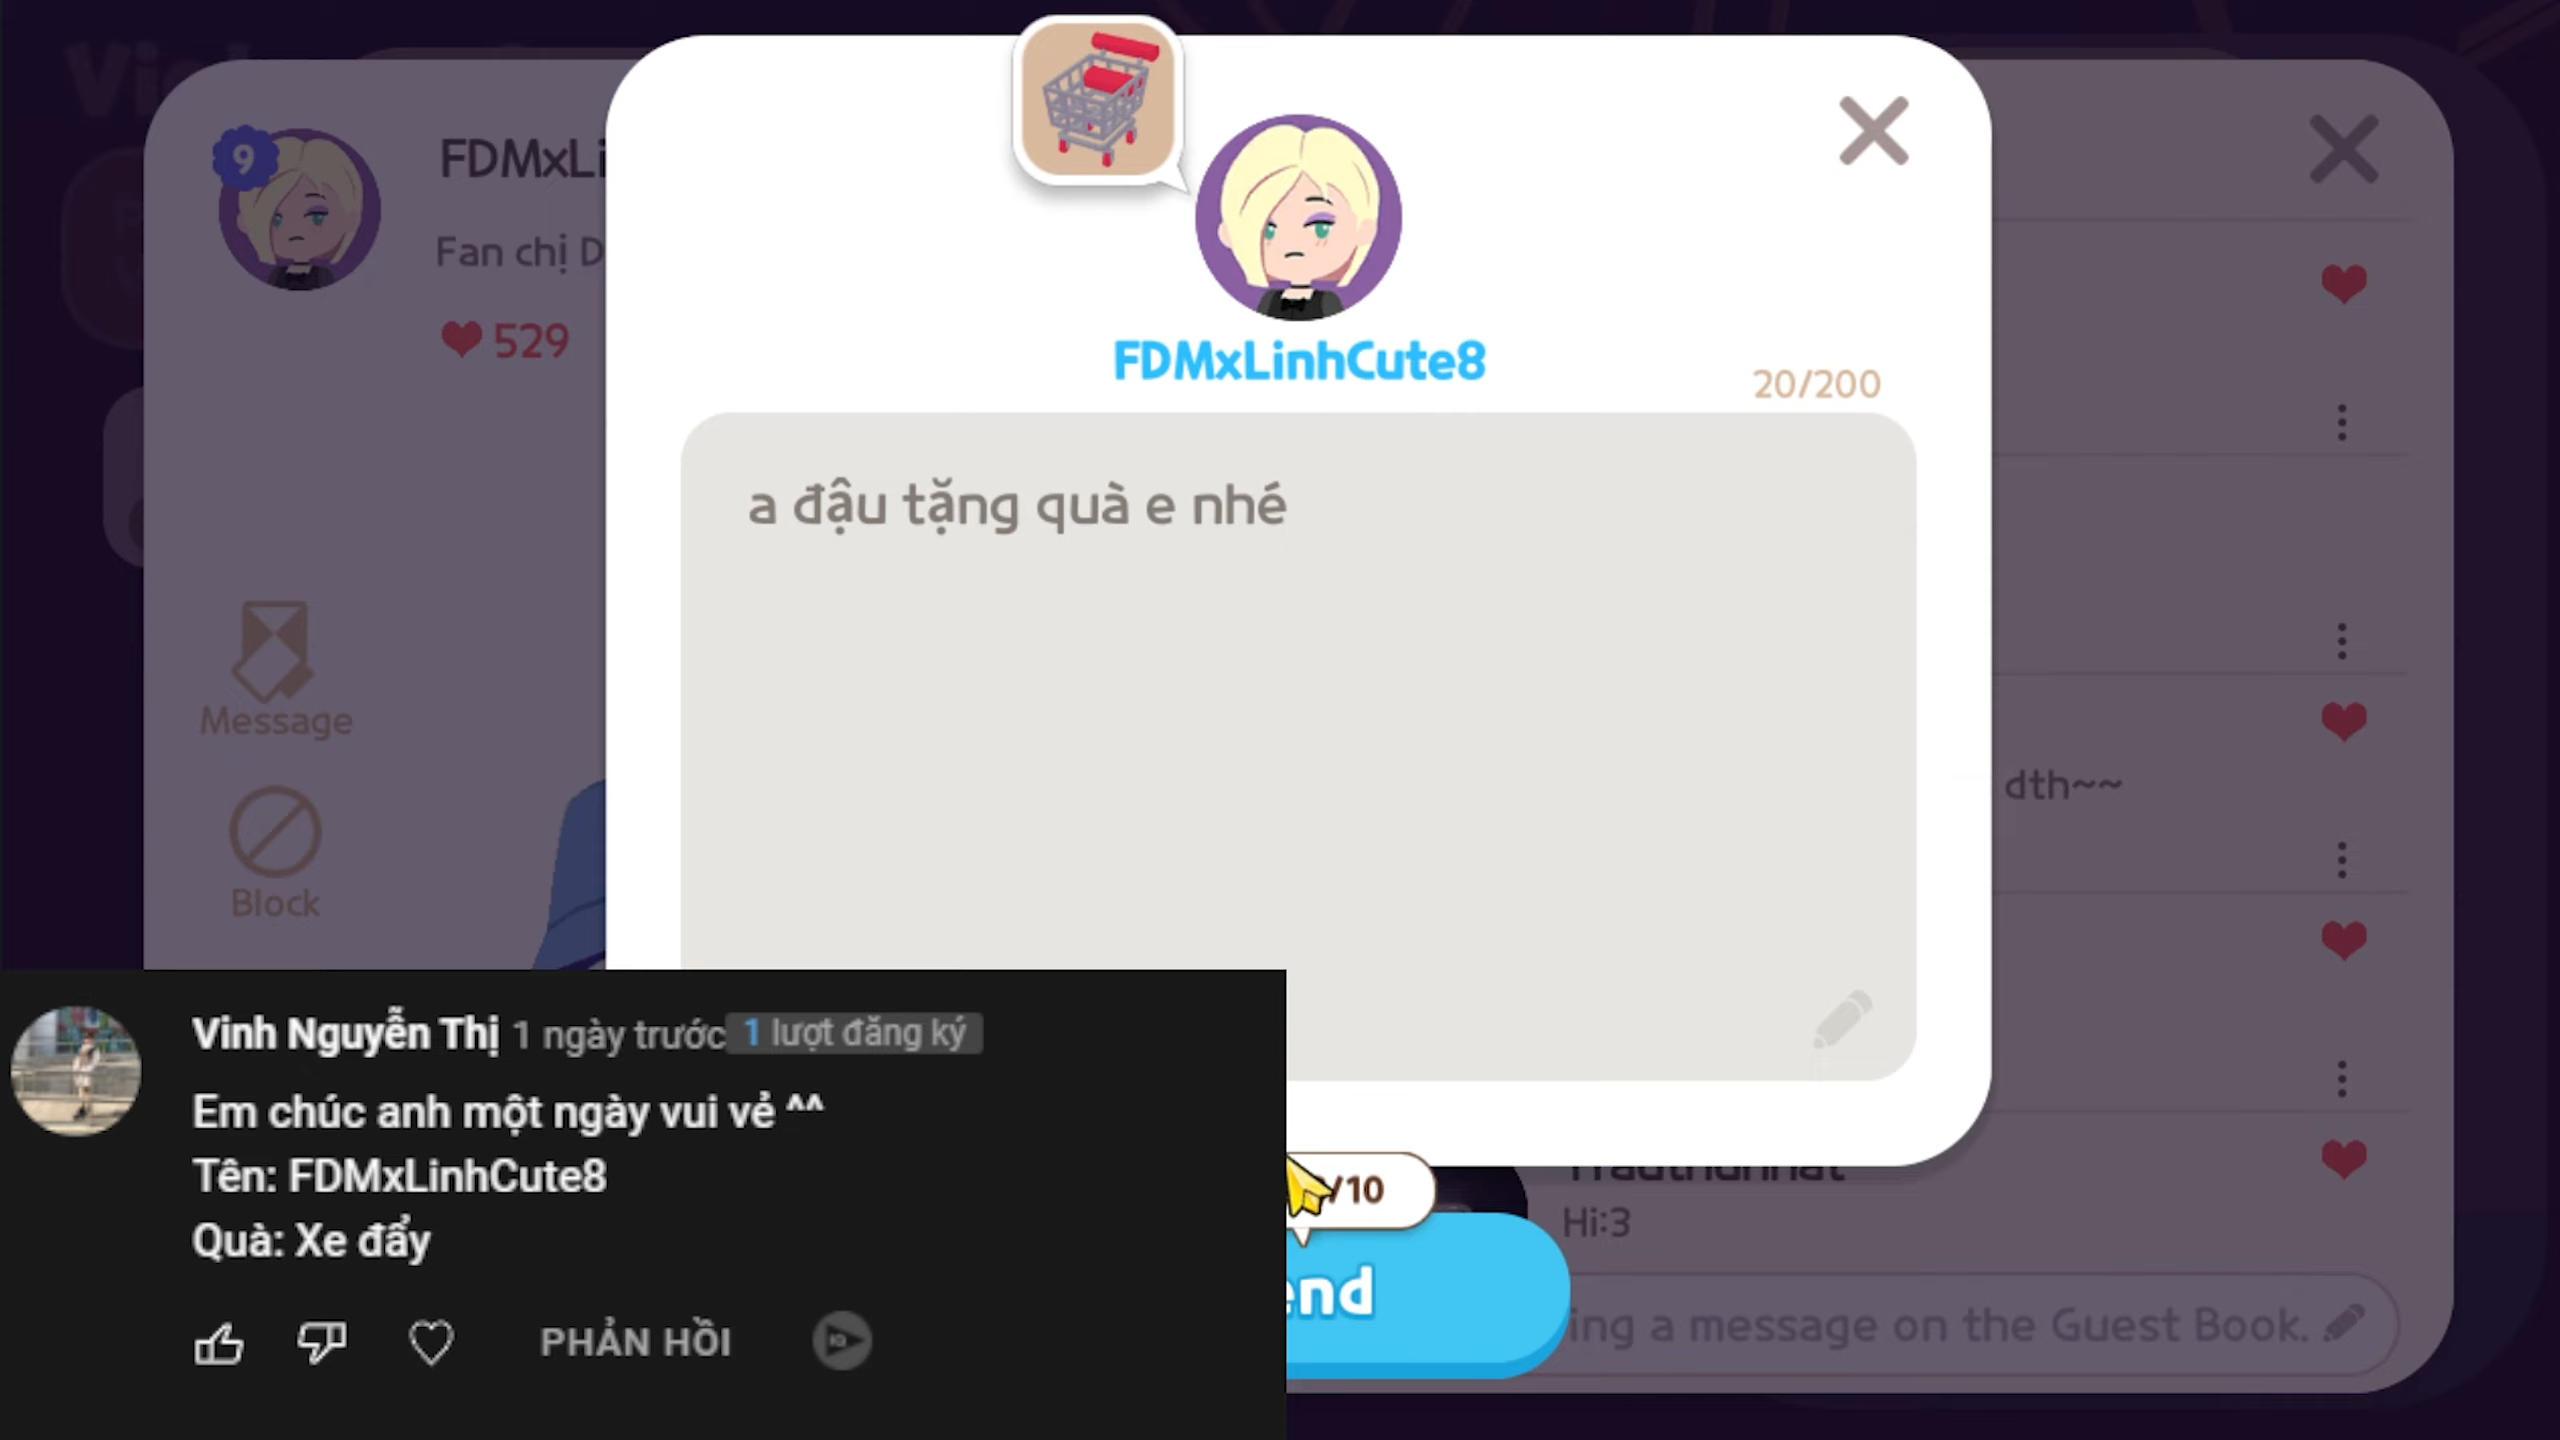 9
FDMxLi
Fan chị D
529
Message
Block
FDMxLinhCute8
20/200
a đậu tặng quà e nhé
dth~~
Hi:3
/10
end
ing a message on the Guest Book.
Vinh Nguyễn Thị 1 ngày trước 1 lượt đăng ký
Em chúc anh một ngày vui vẻ ^^
Tên: FDMxLinhCute8
Quà: Xe đẩy
PHẢN HỒI